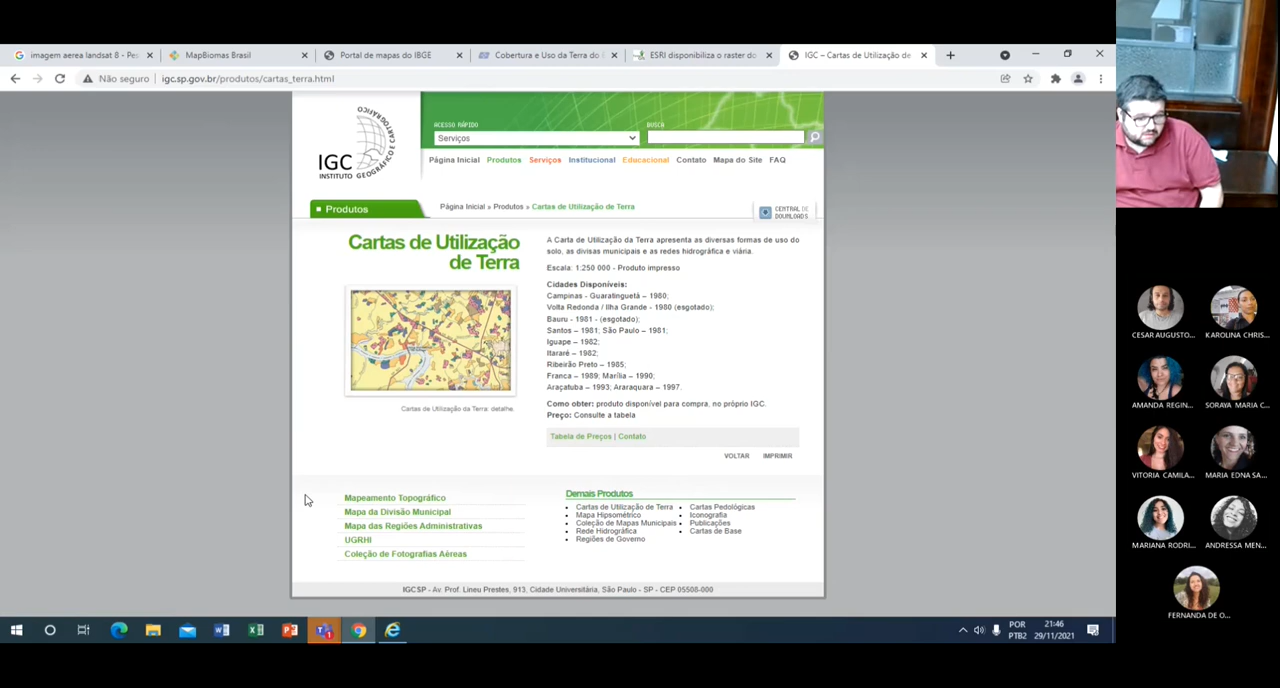 imagem aerea landsat 8 - Pes
MapBiomas Brasil
Portal de mapas do IBGE
Cobertura e Uso da Terra do B
ESRI disponibiliza o raster do
IGC – Cartas de Utilização de
Não seguro
igc.sp.gov.br/produtos/cartas_terra.html
IGC
INSTITUTO GEOGRÁFICO E CARTOGRÁFICO
ACESSO RÁPIDO
BUSCA
Serviços
Página Inicial Produtos Serviços Institucional Educacional Contato Mapa do Site FAQ
Produtos
Página Inicial » Produtos » Cartas de Utilização de Terra
CENTRAL DE
DOWNLOADS
Cartas de Utilização
de Terra
Cartas de Utilização da Terra: detalhe.
A Carta de Utilização da Terra apresenta as diversas formas de uso do
solo, as divisas municipais e as redes hidrográfica e viária.
Escala: 1:250 000 - Produto impresso
Cidades Disponíveis:
Campinas - Guaratinguetá – 1980;
Volta Redonda / Ilha Grande - 1980 (esgotado);
Bauru - 1981 - (esgotado);
Santos – 1981; São Paulo – 1981;
Iguape – 1982.
Itararé – 1982;
Ribeirão Preto – 1985;
Franca – 1989; Marília – 1990;
Araçatuba – 1993; Araraquara – 1997.
Como obter: produto disponível para compra, no próprio IGC.
Preço: Consulte a tabela
Tabela de Preços | Contato
VOLTAR IMPRIMIR
Mapeamento Topográfico
Mapa da Divisão Municipal
Mapa das Regiões Administrativas
UGRHI
Coleção de Fotografias Aéreas
Demais Produtos
Cartas de Utilização de Terra
Mapa Hipsométrico
Coleção de Mapas Municipais
Rede Hidrográfica
Regiões de Governo
Cartas Pedológicas
Iconografia
Publicações
Cartas de Base
IGCSP - Av. Prof. Lineu Prestes, 913, Cidade Universitária, São Paulo - SP - CEP 05508-000
POR
PTB2
21:46
29/11/2021
CESAR AUGUSTO...
KAROLINA CHRIS...
AMANDA REGIN...
SORAYA MARIA C...
VITORIA CAMILA...
MARIA EDNA SA...
MARIANA RODRI...
ANDRESSA MEN...
FERNANDA DE O...